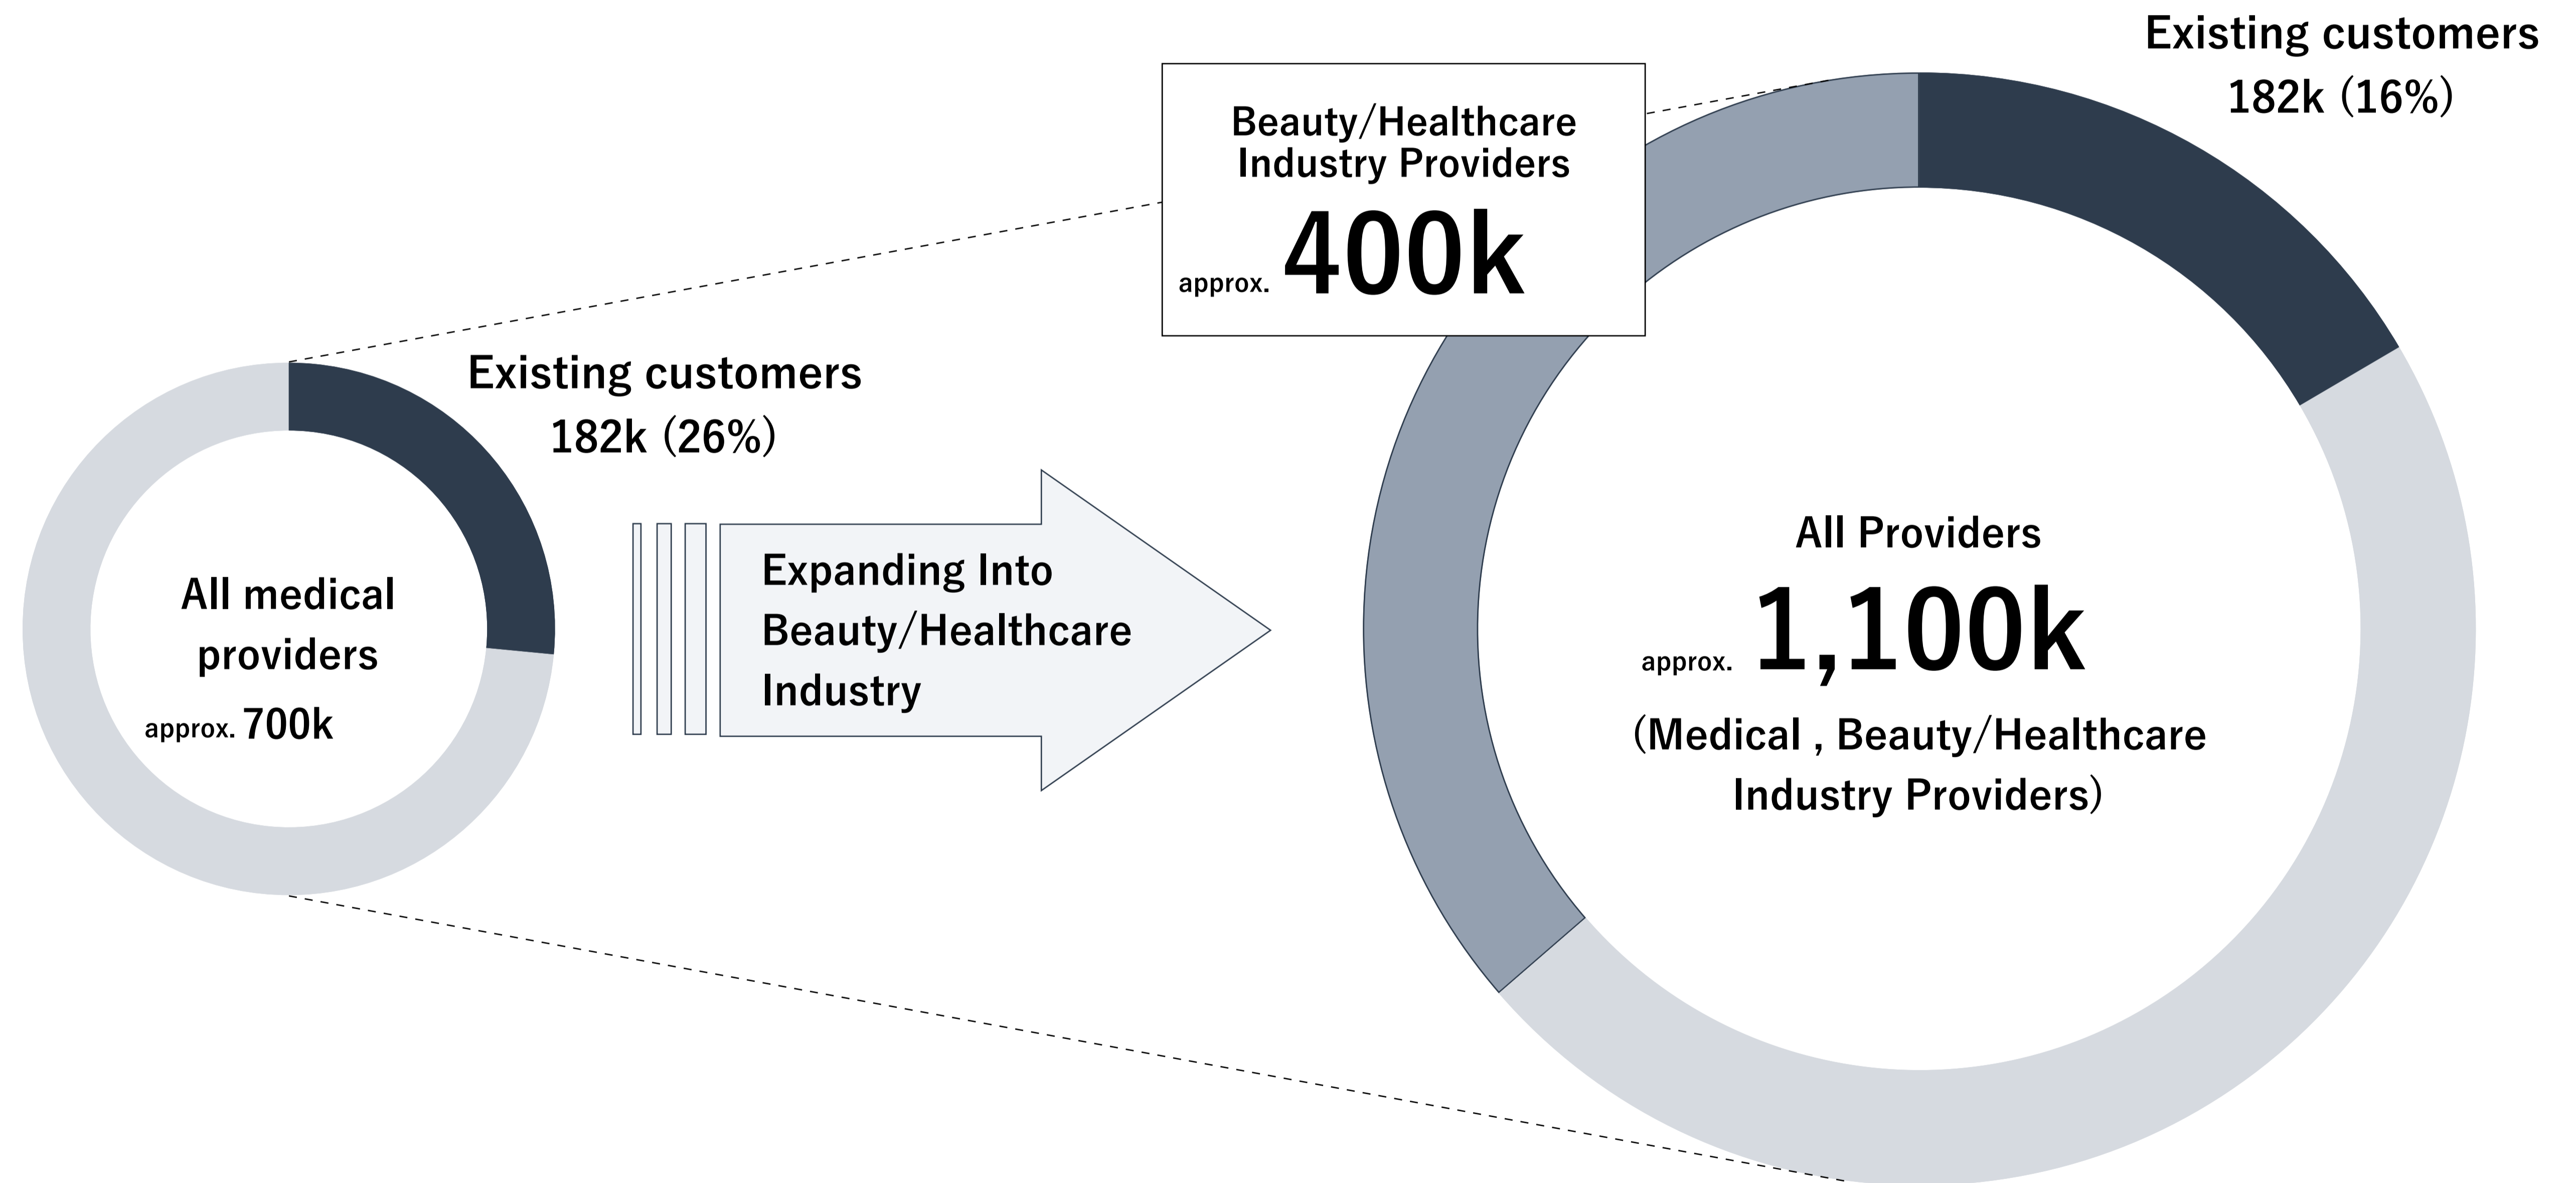 Existing customers
182k (26%)
All medical
providers
approx. 700k
Expanding Into
Beauty/Healthcare
Industry
Beauty/Healthcare
Industry Providers
approx. 400k
Existing customers
182k (16%)
All Providers
approx. 1,100k
(Medical , Beauty/Healthcare
Industry Providers)